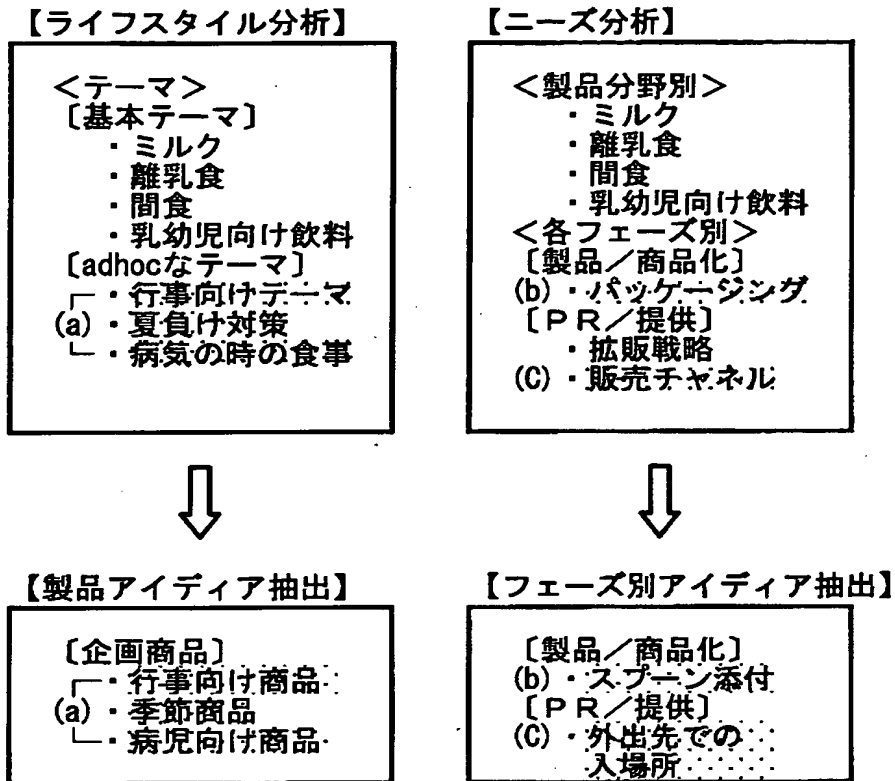 【ライフスタイル分析】
<テーマ>
〔基本テーマ〕
・ミルク
・離乳食
・間食
・乳幼児向け飲料
〔adhocなテーマ〕
・行事向けテーマ
(a)・夏負け対策
・病気の時の食事
【ニーズ分析】
<製品分野別>
・ミルク
・離乳食
・間食
・乳幼児向け飲料
<各フェーズ別>
〔製品/商品化〕
(b)・パッケージング
〔PR/提供〕
・拡販戦略
(C)・販売チャネル
【製品アイディア抽出】
〔企画商品〕
・行事向け商品
(a)・季節商品
・病児向け商品
【フェーズ別アイディア抽出】
〔製品/商品化〕
(b)・スプーン添付
〔PR/提供〕
(C)・外出先での
入場所